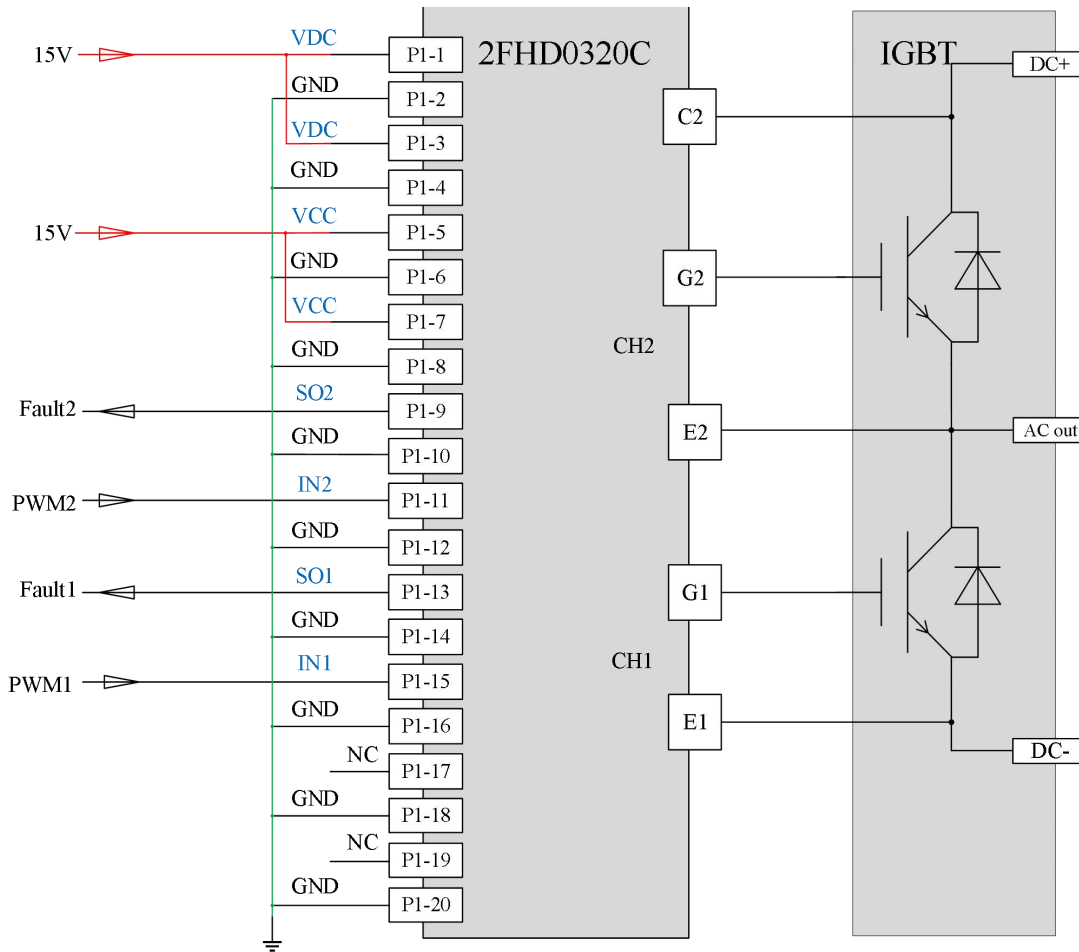 2FHD0320C
IGBT
15V
VDC
P1-1
GND
P1-2
VDC
P1-3
GND
P1-4
15V
VCC
P1-5
GND
P1-6
VCC
P1-7
GND
P1-8
Fault2
SO2
P1-9
GND
P1-10
PWM2
IN2
P1-11
GND
P1-12
Fault1
SO1
P1-13
GND
P1-14
PWM1
IN1
P1-15
GND
P1-16
NC
P1-17
GND
P1-18
NC
P1-19
GND
P1-20
C2
G2
CH2
E2
G1
CH1
E1
DC+
AC out
DC-